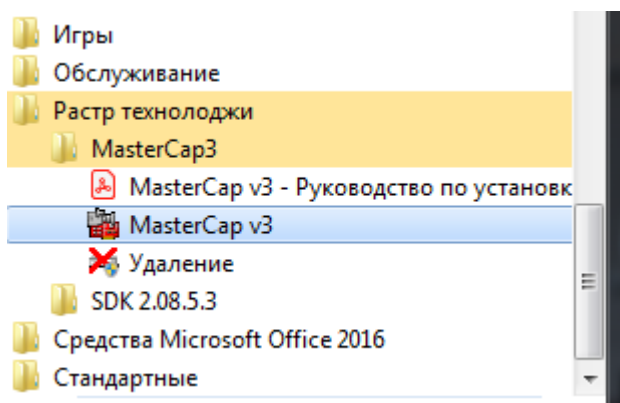 Игры
Обслуживание
Растр технолоджи
MasterCap3
MasterCap v3 - Руководство по установк
MasterCap v3
Удаление
SDK 2.08.5.3
Средства Microsoft Office 2016
Стандартные